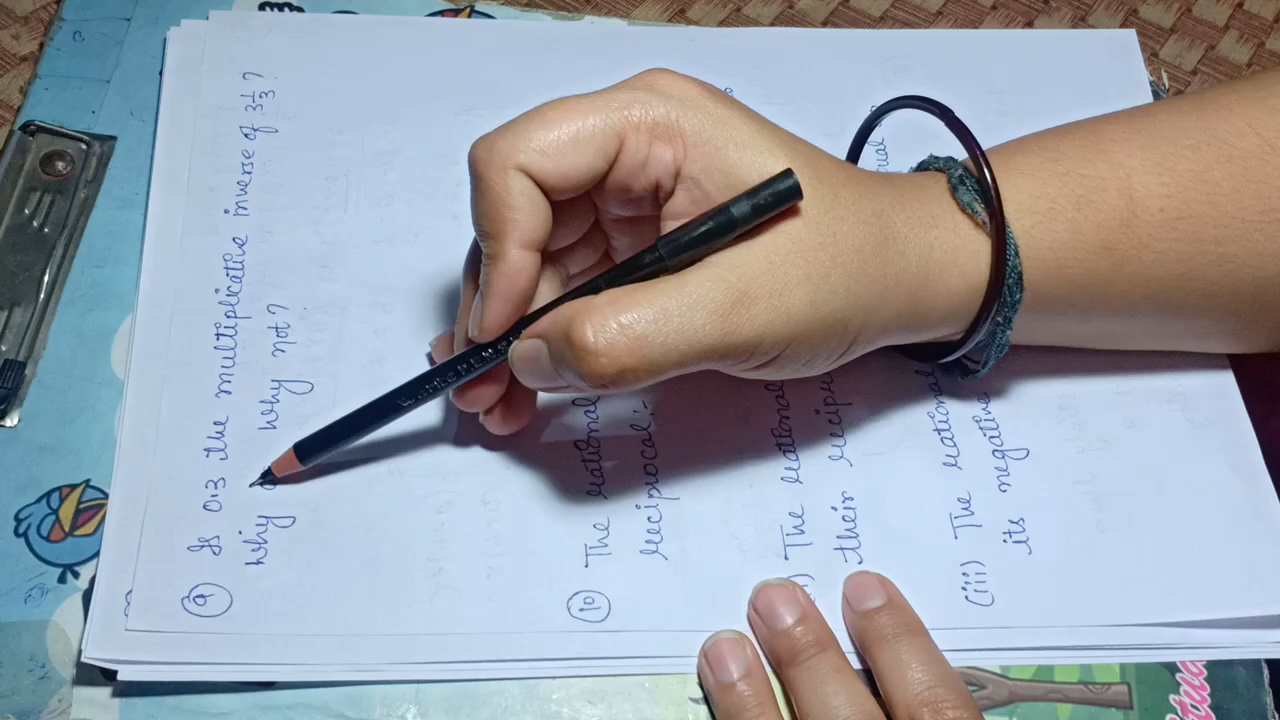 (9) Is 0.3 the multiplicative inverse of 3 1/3?
Why Why not?
(10) The rational
reciprocal:-
The rational
their
(iii) The rational
its negative